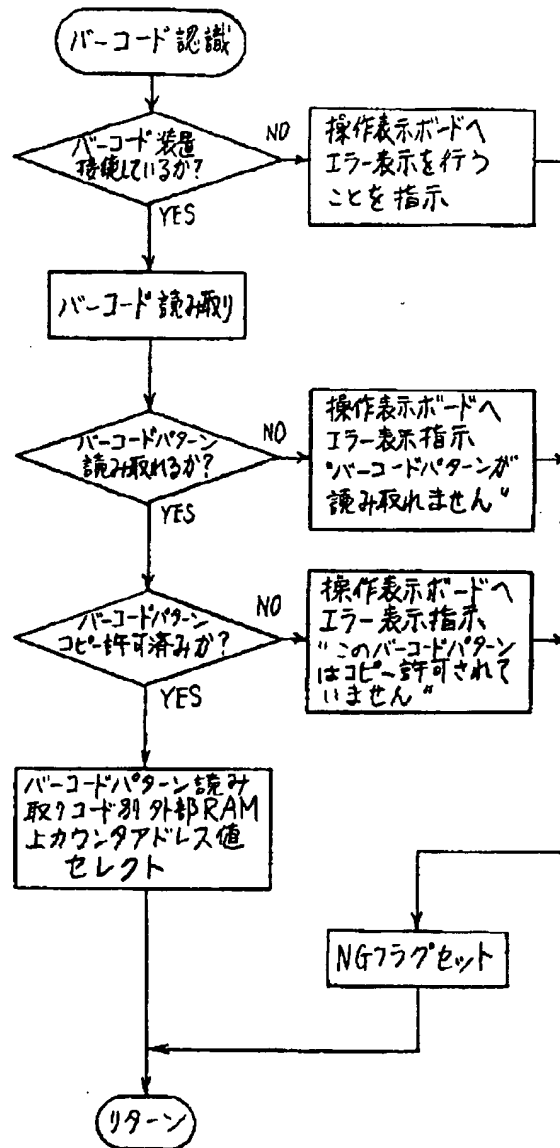 バーコード認識
バーコード装置
接続しているか?
NO
操作表示ボードへ
エラー表示を行う
ことを指示
YES
バーコード読み取り
バーコードパターン
読み取れるか?
NO
操作表示ボードへ
エラー表示指示
"バーコードパターンが
読み取れません"
YES
バーコードパターン
コピー許可済みか?
NO
操作表示ボードへ
エラー表示指示
"このバーコードパターン
はコピー許可されて
いません"
YES
バーコードパターン読み
取りコード別外部RAM
上カウンタアドレス値
セレクト
NGフラグセット
リターン